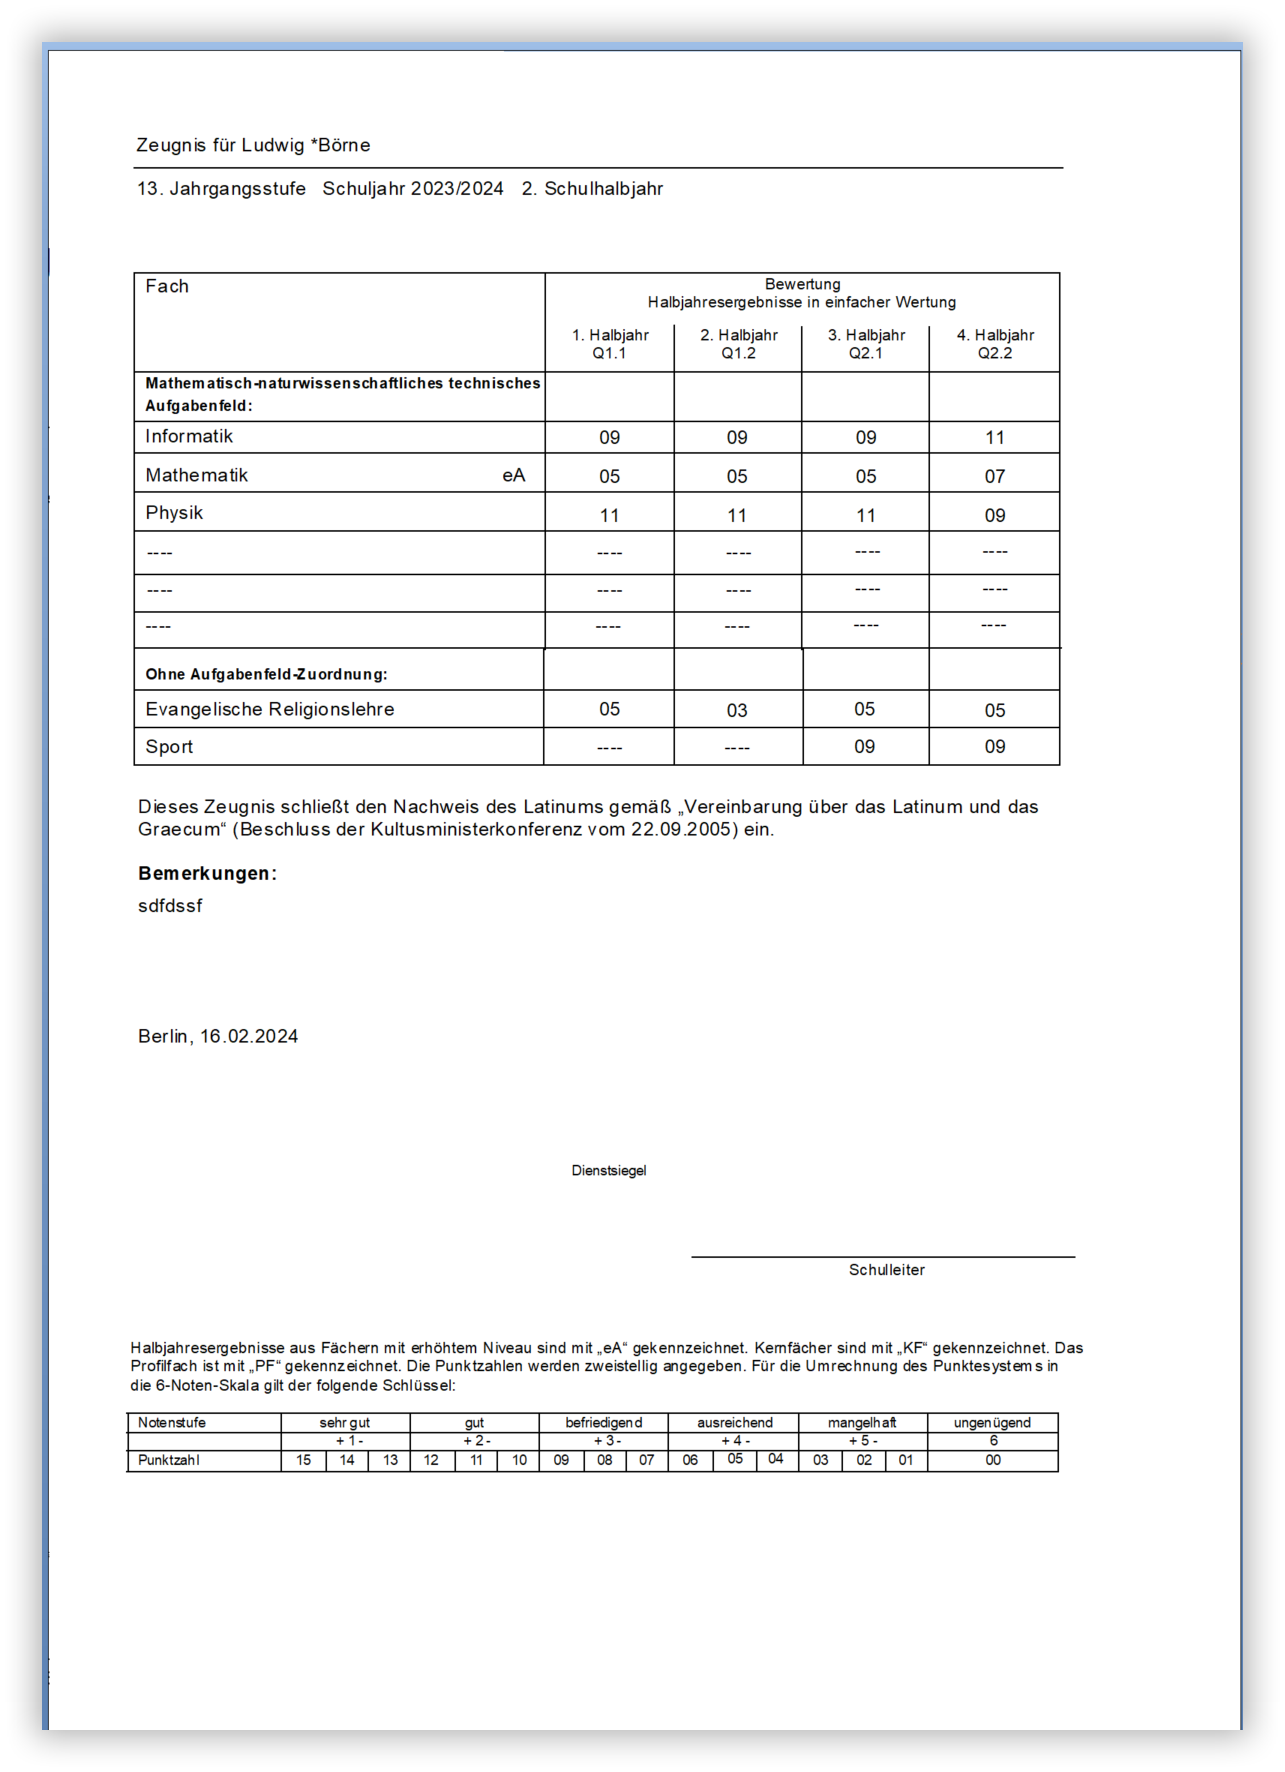 Zeugnis für Ludwig *Börne
13. Jahrgangsstufe Schuljahr 2023/2024 2. Schulhalbjahr
Fach
Bewertung
Halbjahresergebnisse in einfacher Wertung
1. Halbjahr 2. Halbjahr 3. Halbjahr 4. Halbjahr
Q1.1 Q1.2 Q2.1 Q2.2
Mathematisch-naturwissenschaftliches technisches
Aufgabenfeld:
Informatik 09 09 09 11
Mathematik eA 05 05 05 07
Physik 11 11 11 09
---- ---- ---- ---- ----
---- ---- ---- ---- ----
---- ---- ---- ---- ----
Ohne Aufgabenfeld-Zuordnung:
Evangelische Religionslehre 05 03 05 05
Sport ---- ---- 09 09
Dieses Zeugnis schließt den Nachweis des Latinums gemäß „Vereinbarung über das Latinum und das
Graecum“ (Beschluss der Kultusministerkonferenz vom 22.09.2005) ein.
Bemerkungen:
sdfdssf
Berlin, 16.02.2024
Dienstsiegel
Schulleiter
Halbjahresergebnisse aus Fächern mit erhöhtem Niveau sind mit „eA“ gekennzeichnet. Kernfächer sind mit „KF“ gekennzeichnet. Das
Profilfach ist mit „PF“ gekennzeichnet. Die Punktzahlen werden zweistellig angegeben. Für die Umrechnung des Punktesystems in
die 6-Noten-Skala gilt der folgende Schlüssel:
Notenstufe sehr gut gut befriedigend ausreichend mangelhaft ungenügend
+ 1 - + 2 - + 3 - + 4 - + 5 - 6
Punktzahl 15 14 13 12 11 10 09 08 07 06 05 04 03 02 01 00